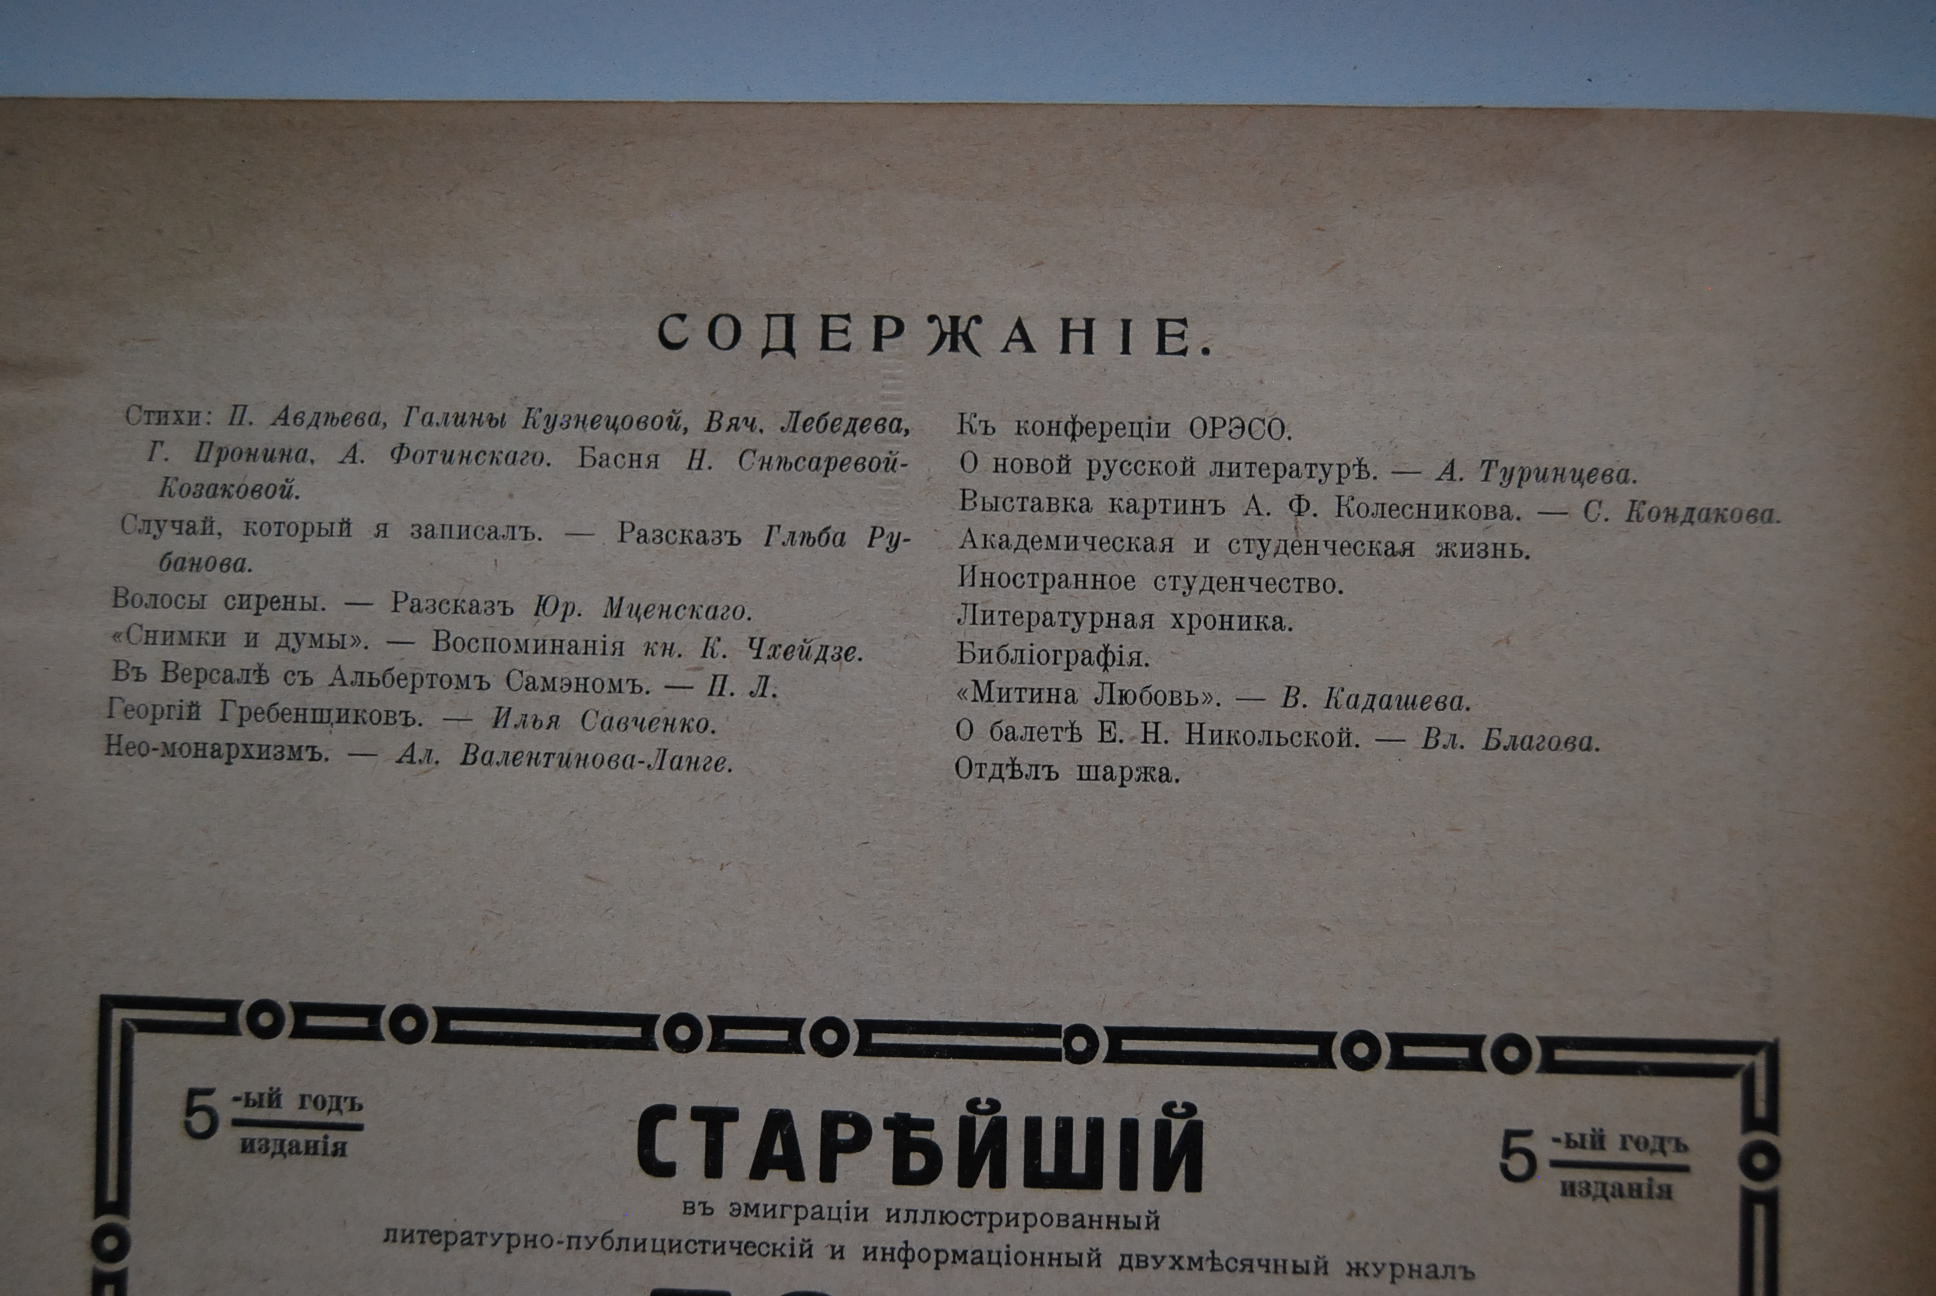 СОДЕРЖАНІЕ.
Стихи: П. Авдѣева, Галины Кузнецовой, Вяч. Лебедева,
Г. Пронина, А. Фотинскаго. Басня Н. Снѣсаревой-
Козаковой.
Случай, который я записалъ. — Разсказъ Глѣба Ру-
банова.
Волосы сирены. — Разсказъ Юр. Мценскаго.
«Снимки и думы». — Воспоминанія кн. К. Чхейдзе.
Въ Версалѣ съ Альбертомъ Самэномъ. — П. Л.
Георгій Гребенщиковъ. — Илья Савченко.
Нео-монархизмъ. — Ал. Валентинова-Ланге.
Къ конфереціи ОРЭСО.
О новой русской литературѣ. — А. Туринцева.
Выставка картинъ А. Ф. Колесникова. — С. Кондакова.
Академическая и студенческая жизнь.
Иностранное студенчество.
Литературная хроника.
Библіографія.
«Митина Любовь». — В. Кадашева.
О балетѣ Е. Н. Никольской. — Вл. Благова.
Отдѣлъ шаржа.
5-ый годъ
изданія
СТАРѢЙШІЙ
5-ый годъ
изданія
въ эмиграціи иллюстрированный
литературно-публицистическій и информаціонный двухмѣсячный журналъ